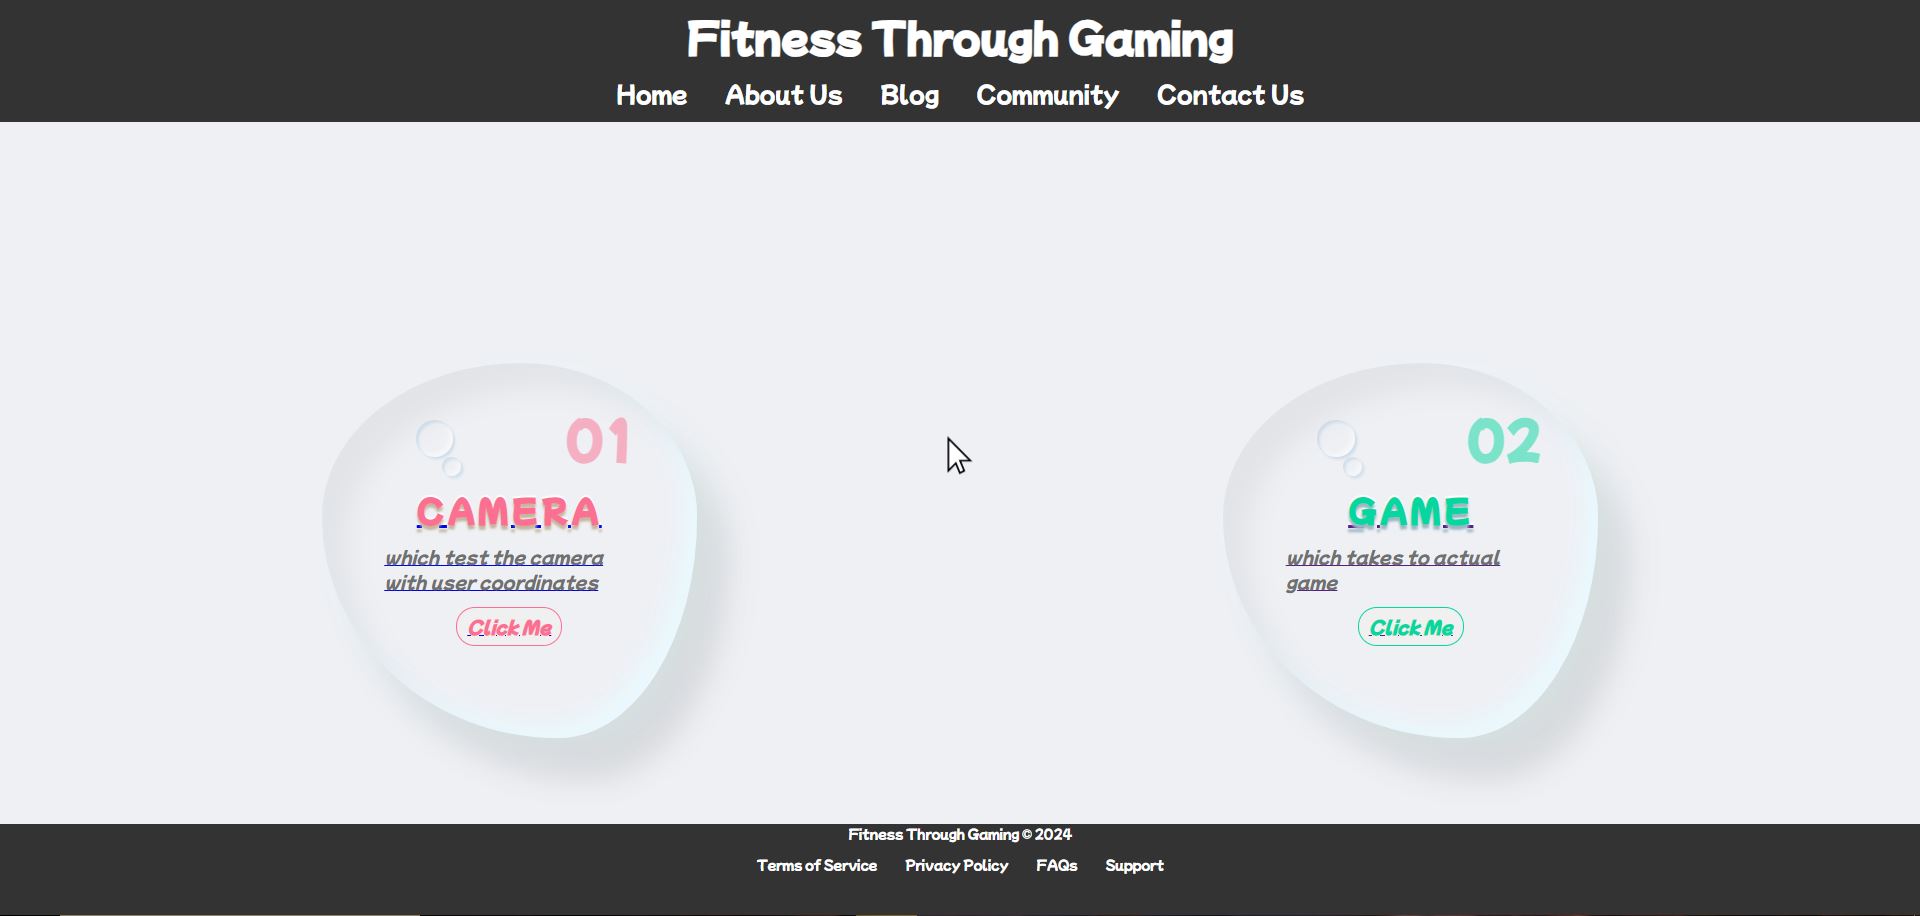 Fitness Through Gaming
Home About Us Blog Community Contact Us
01
CAMERA
which test the camera
with user coordinates
Click Me
02
GAME
which takes to actual
game
Click Me
Fitness Through Gaming © 2024
Terms of Service Privacy Policy FAQs Support